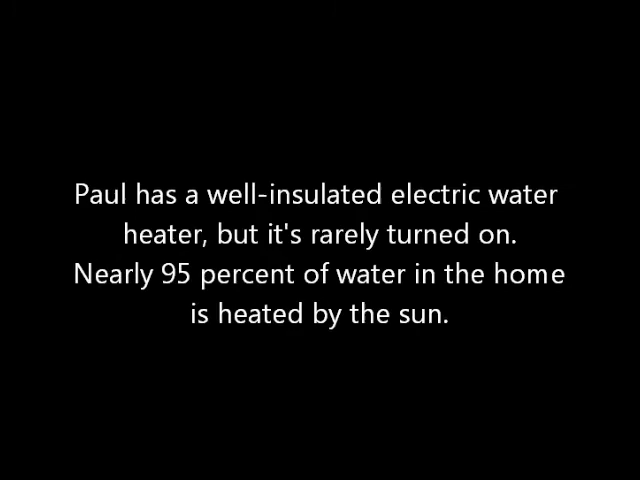 Paul has a well-insulated electric water
heater, but it's rarely turned on.
Nearly 95 percent of water in the home
is heated by the sun.